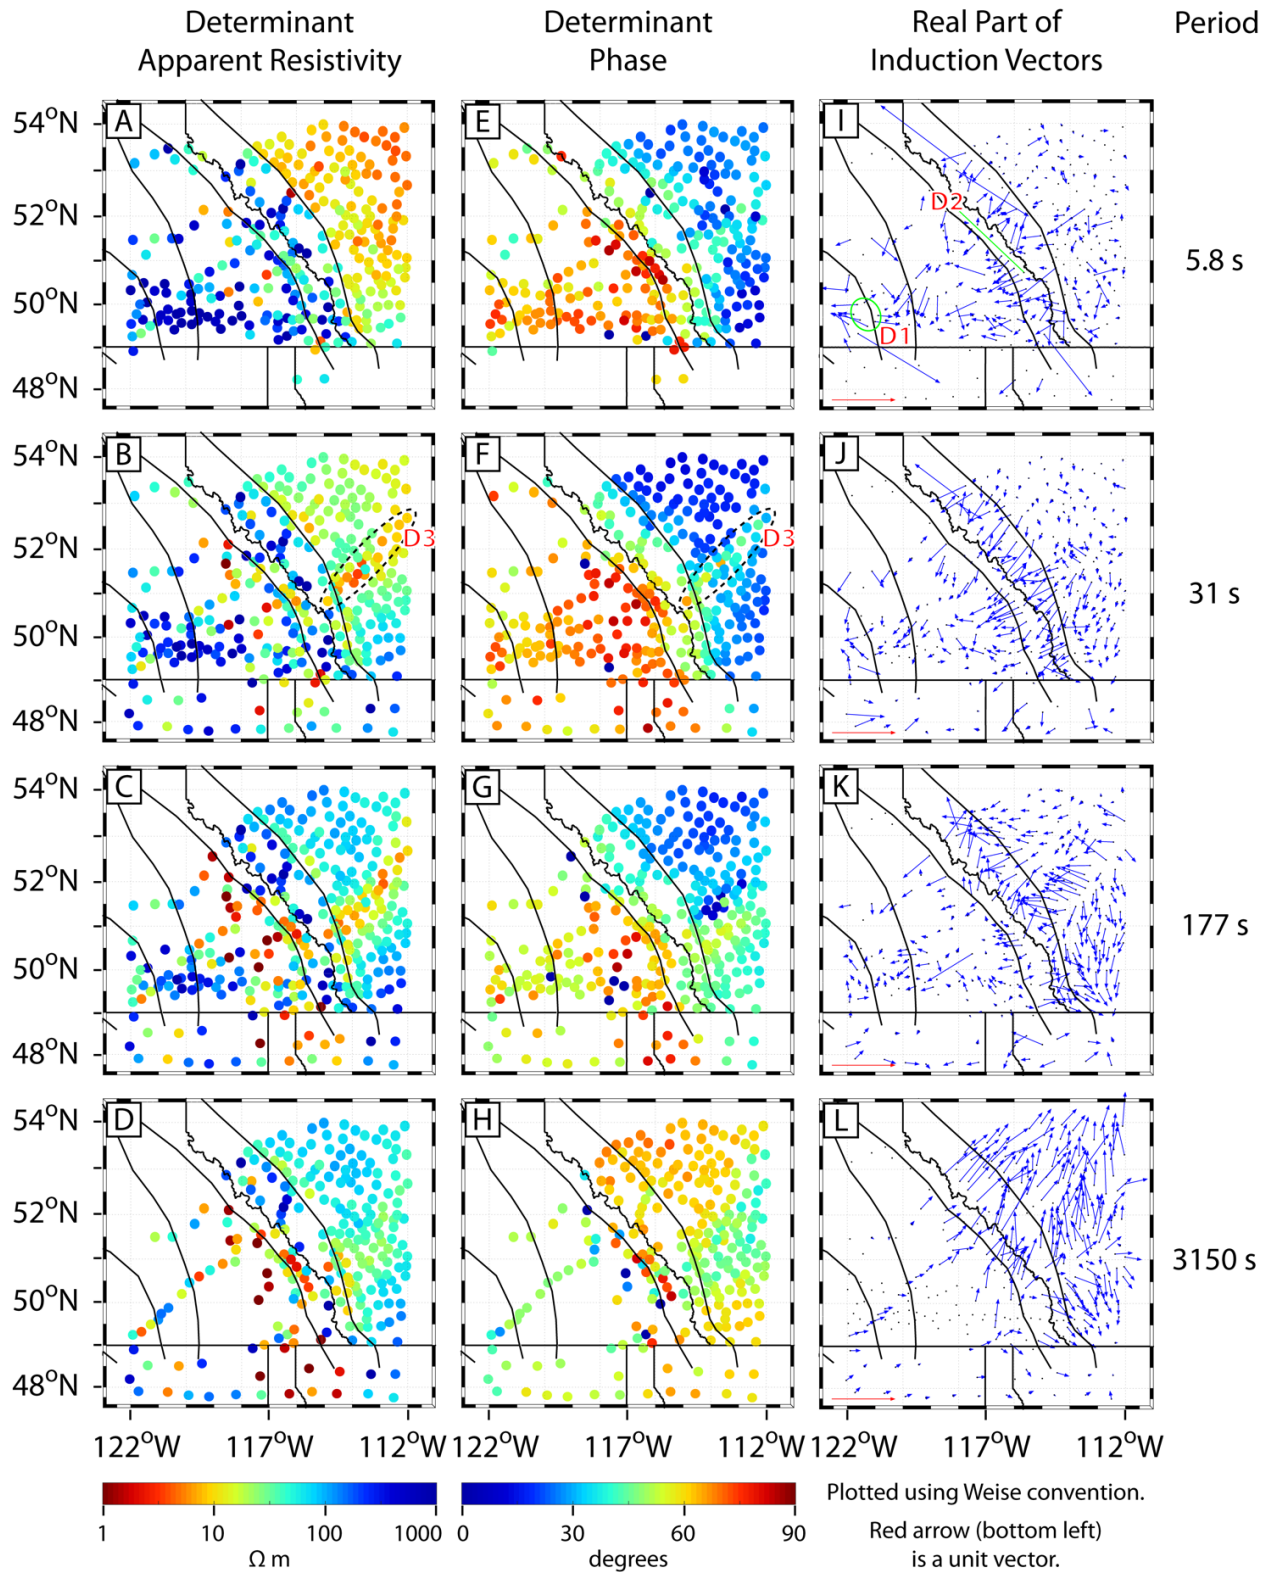 Determinant
Apparent Resistivity
Determinant
Phase
Real Part of
Induction Vectors
Period
54°N
52°N
50°N
48°N
A
E
I
D2
D1
5.8 s
54°N
52°N
50°N
48°N
B
D3
F
D3
J
31 s
54°N
52°N
50°N
48°N
C
G
K
177 s
54°N
52°N
50°N
48°N
D
H
L
3150 s
122°W 117°W 112°W
122°W 117°W 112°W
122°W 117°W 112°W
1 10 100 1000
Ω m
0 30 60 90
degrees
Plotted using Weise convention.
Red arrow (bottom left)
is a unit vector.